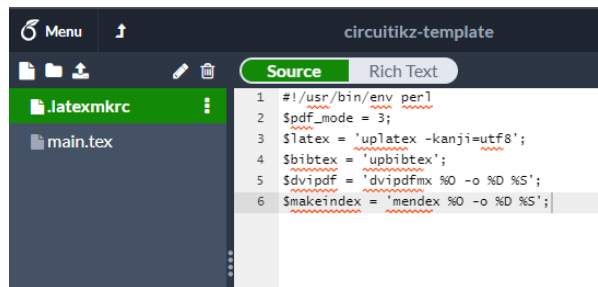 Menu
circuitikz-template
Source
Rich Text
.latexmkrc
main.tex
1 #!/usr/bin/env perl
2 $pdf_mode = 3;
3 $latex = 'uplatex -kanji=utf8';
4 $bibtex = 'upbibtex';
5 $dvipdf = 'dvipdfmx %O -o %D %S';
6 $makeindex = 'mendex %O -o %D %S';